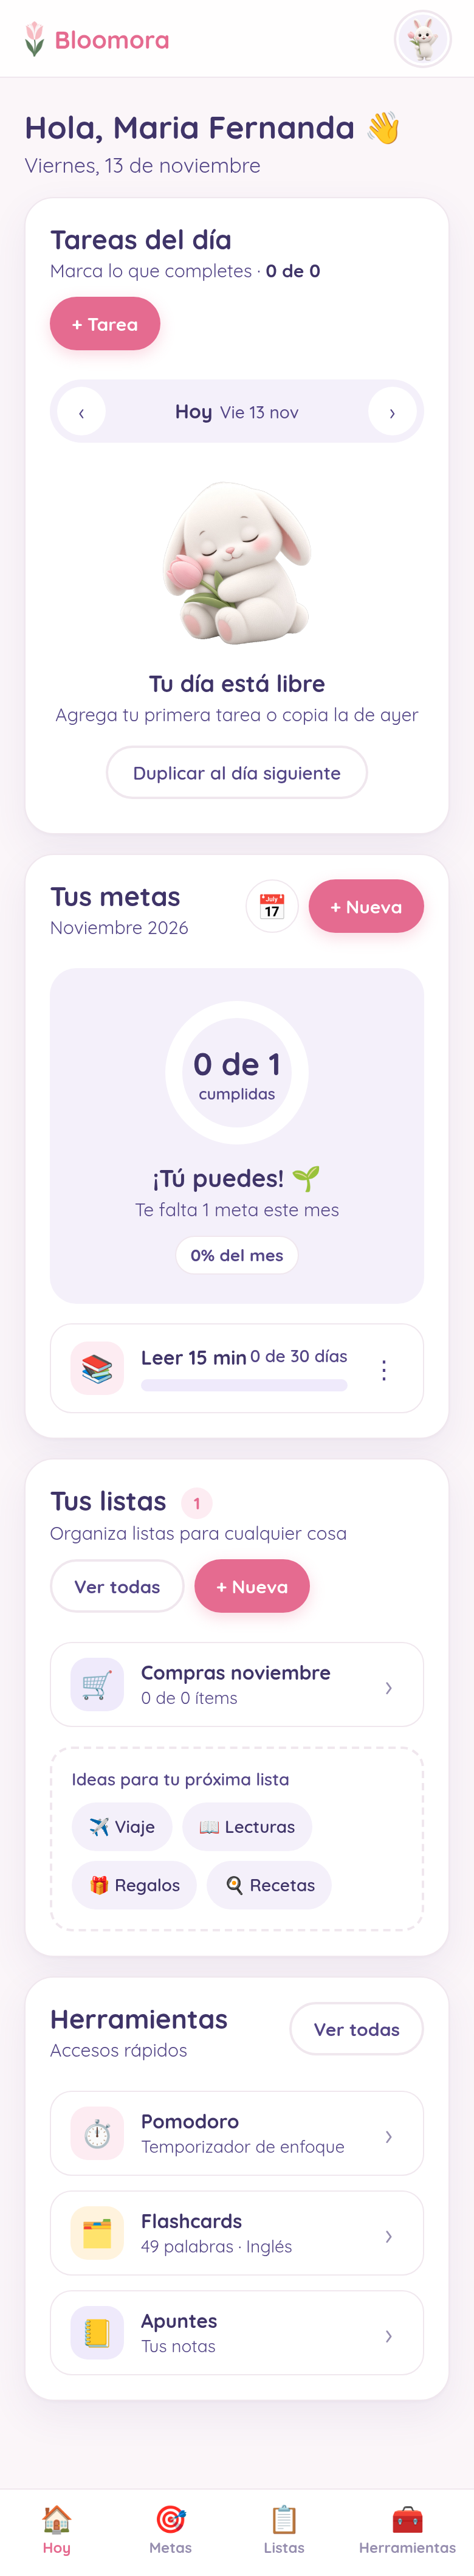 Bloomora
Hola, Maria Fernanda 👋
Viernes, 13 de noviembre
Tareas del día
Marca lo que completes · 0 de 0
+ Tarea
‹ Hoy Vie 13 nov ›
Tu día está libre
Agrega tu primera tarea o copia la de ayer
Duplicar al día siguiente
Tus metas
Noviembre 2026
July
17
+ Nueva
0 de 1
cumplidas
¡Tú puedes! 🌱
Te falta 1 meta este mes
0% del mes
Leer 15 min 0 de 30 días
Tus listas 1
Organiza listas para cualquier cosa
Ver todas
+ Nueva
Compras noviembre
0 de 0 ítems
Ideas para tu próxima lista
✈️ Viaje
📖 Lecturas
🎁 Regalos
🍳 Recetas
Herramientas
Accesos rápidos
Ver todas
Pomodoro
Temporizador de enfoque
Flashcards
49 palabras · Inglés
Apuntes
Tus notas
Hoy
Metas
Listas
Herramientas